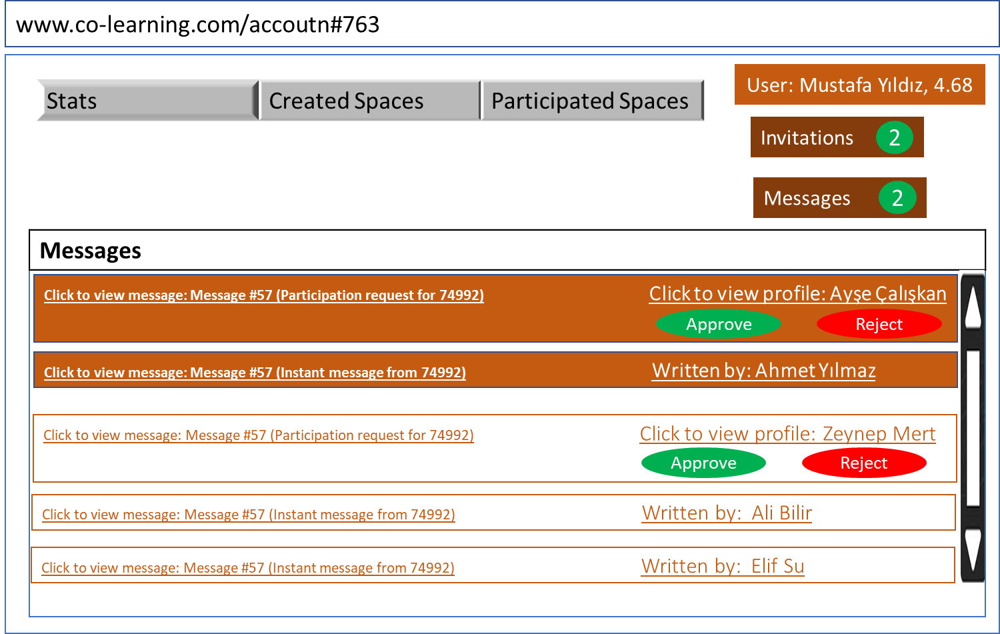 www.co-learning.com/accoutn#763
Stats
Created Spaces
Participated Spaces
User: Mustafa Yıldız, 4.68
Invitations 2
Messages 2
Messages
Click to view message: Message #57 (Participation request for 74992)
Click to view profile: Ayşe Çalışkan
Approve
Reject
Click to view message: Message #57 (Instant message from 74992)
Written by: Ahmet Yılmaz
Click to view message: Message #57 (Participation request for 74992)
Click to view profile: Zeynep Mert
Approve
Reject
Click to view message: Message #57 (Instant message from 74992)
Written by: Ali Bilir
Click to view message: Message #57 (Instant message from 74992)
Written by: Elif Su